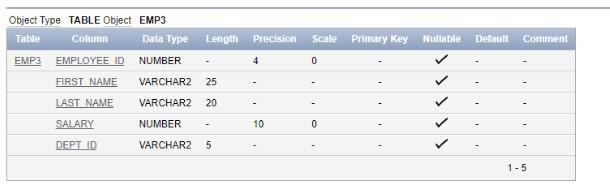 Object Type TABLE Object EMP3
Table Column Data Type Length Precision Scale Primary Key Nullable Default Comment
EMP3 EMPLOYEE_ID NUMBER - 4 0 - ✓ - -
FIRST_NAME VARCHAR2 25 - - - ✓ - -
LAST_NAME VARCHAR2 20 - - - ✓ - -
SALARY NUMBER - 10 0 - ✓ - -
DEPT_ID VARCHAR2 5 - - - ✓ - -
1 - 5